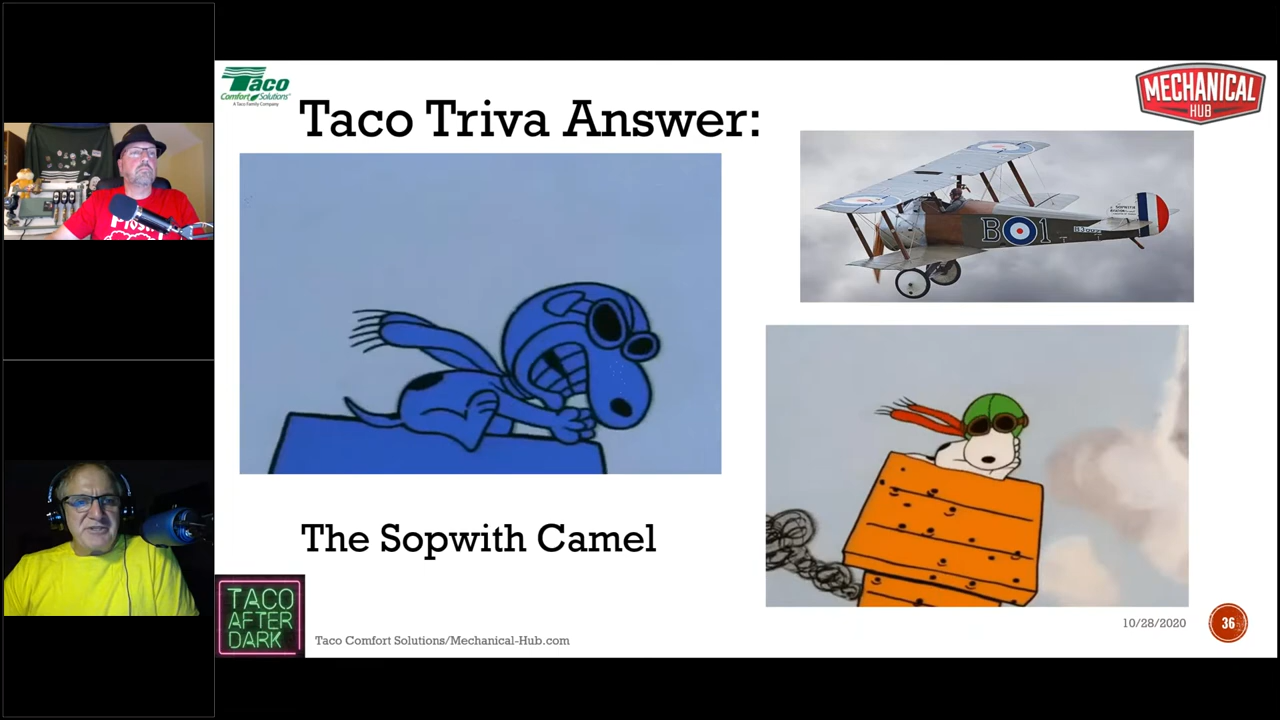 Taco
Comfort Solutions®
A Taco Family Company
MECHANICAL
HUB
Taco Triva Answer:
B 1
The Sopwith Camel
TACO
AFTER
DARK
Taco Comfort Solutions/Mechanical-Hub.com
10/28/2020
36